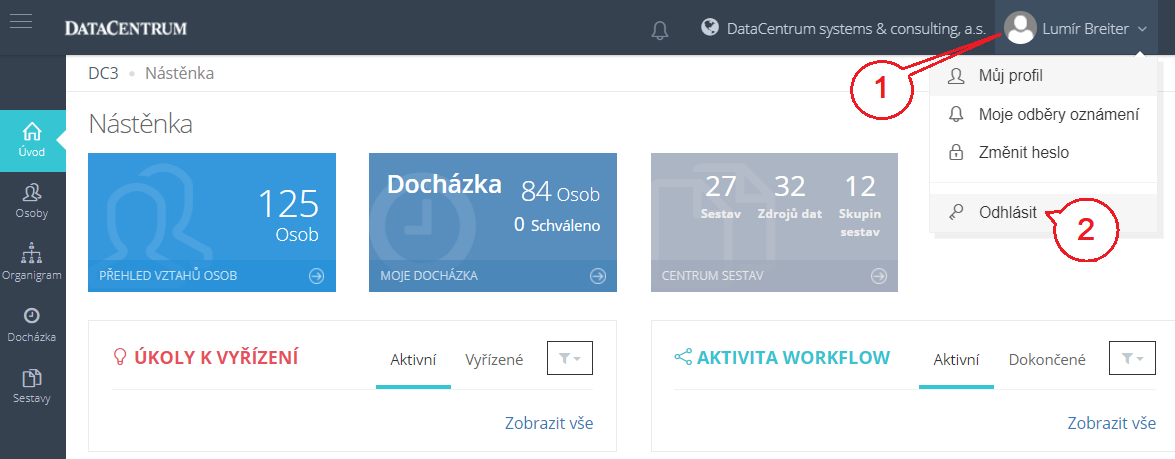 DATACENTRUM
DataCentrum systems & consulting, a.s.
Lumír Breiter
1
DC3 Nástěnka
Můj profil
Moje odběry oznámení
Změnit heslo
Odhlásit
2
Úvod
Osoby
Organigram
Docházka
Sestavy
Nástěnka
125
Osob
PŘEHLED VZTAHŮ OSOB
Docházka
84 Osob
0 Schváleno
MOJE DOCHÁZKA
27 32 12
Sestav Zdrojů dat Skupin
sestav
CENTRUM SESTAV
ÚKOLY K VYŘÍZENÍ
Aktivní Vyřízené
Zobrazit vše
AKTIVITA WORKFLOW
Aktivní Dokončené
Zobrazit vše